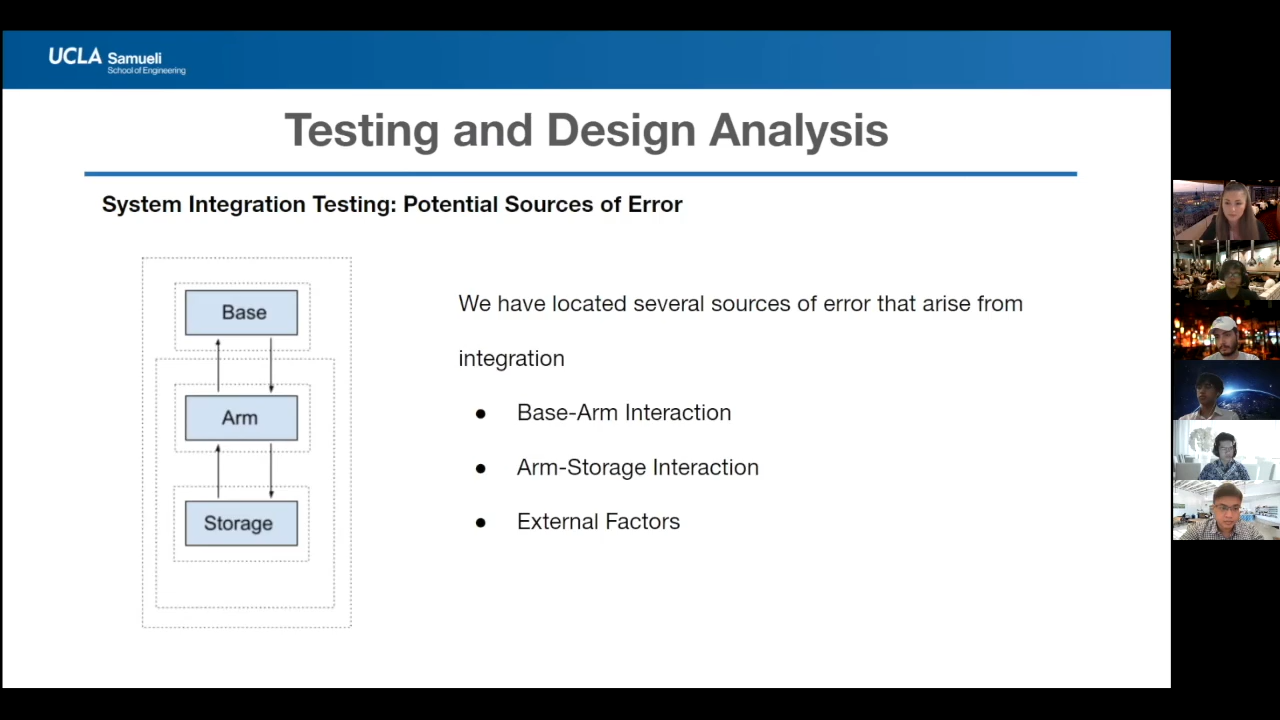 UCLA Samueli
School of Engineering
Testing and Design Analysis
System Integration Testing: Potential Sources of Error
Base
Arm
Storage
We have located several sources of error that arise from
integration
● Base-Arm Interaction
● Arm-Storage Interaction
● External Factors